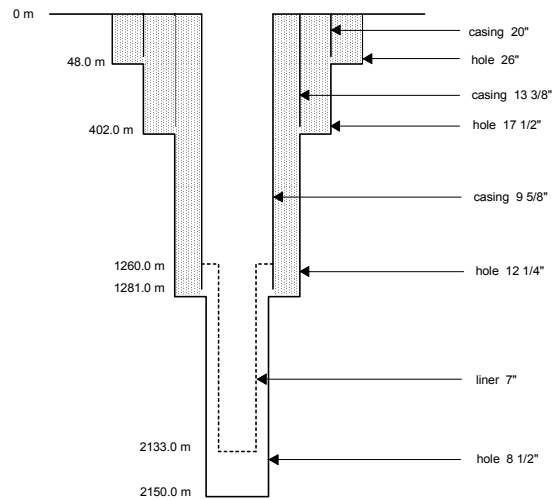 0 m
casing 20"
48.0 m
hole 26"
casing 13 3/8"
402.0 m
hole 17 1/2"
casing 9 5/8"
1260.0 m
hole 12 1/4"
1281.0 m
liner 7"
2133.0 m
hole 8 1/2"
2150.0 m